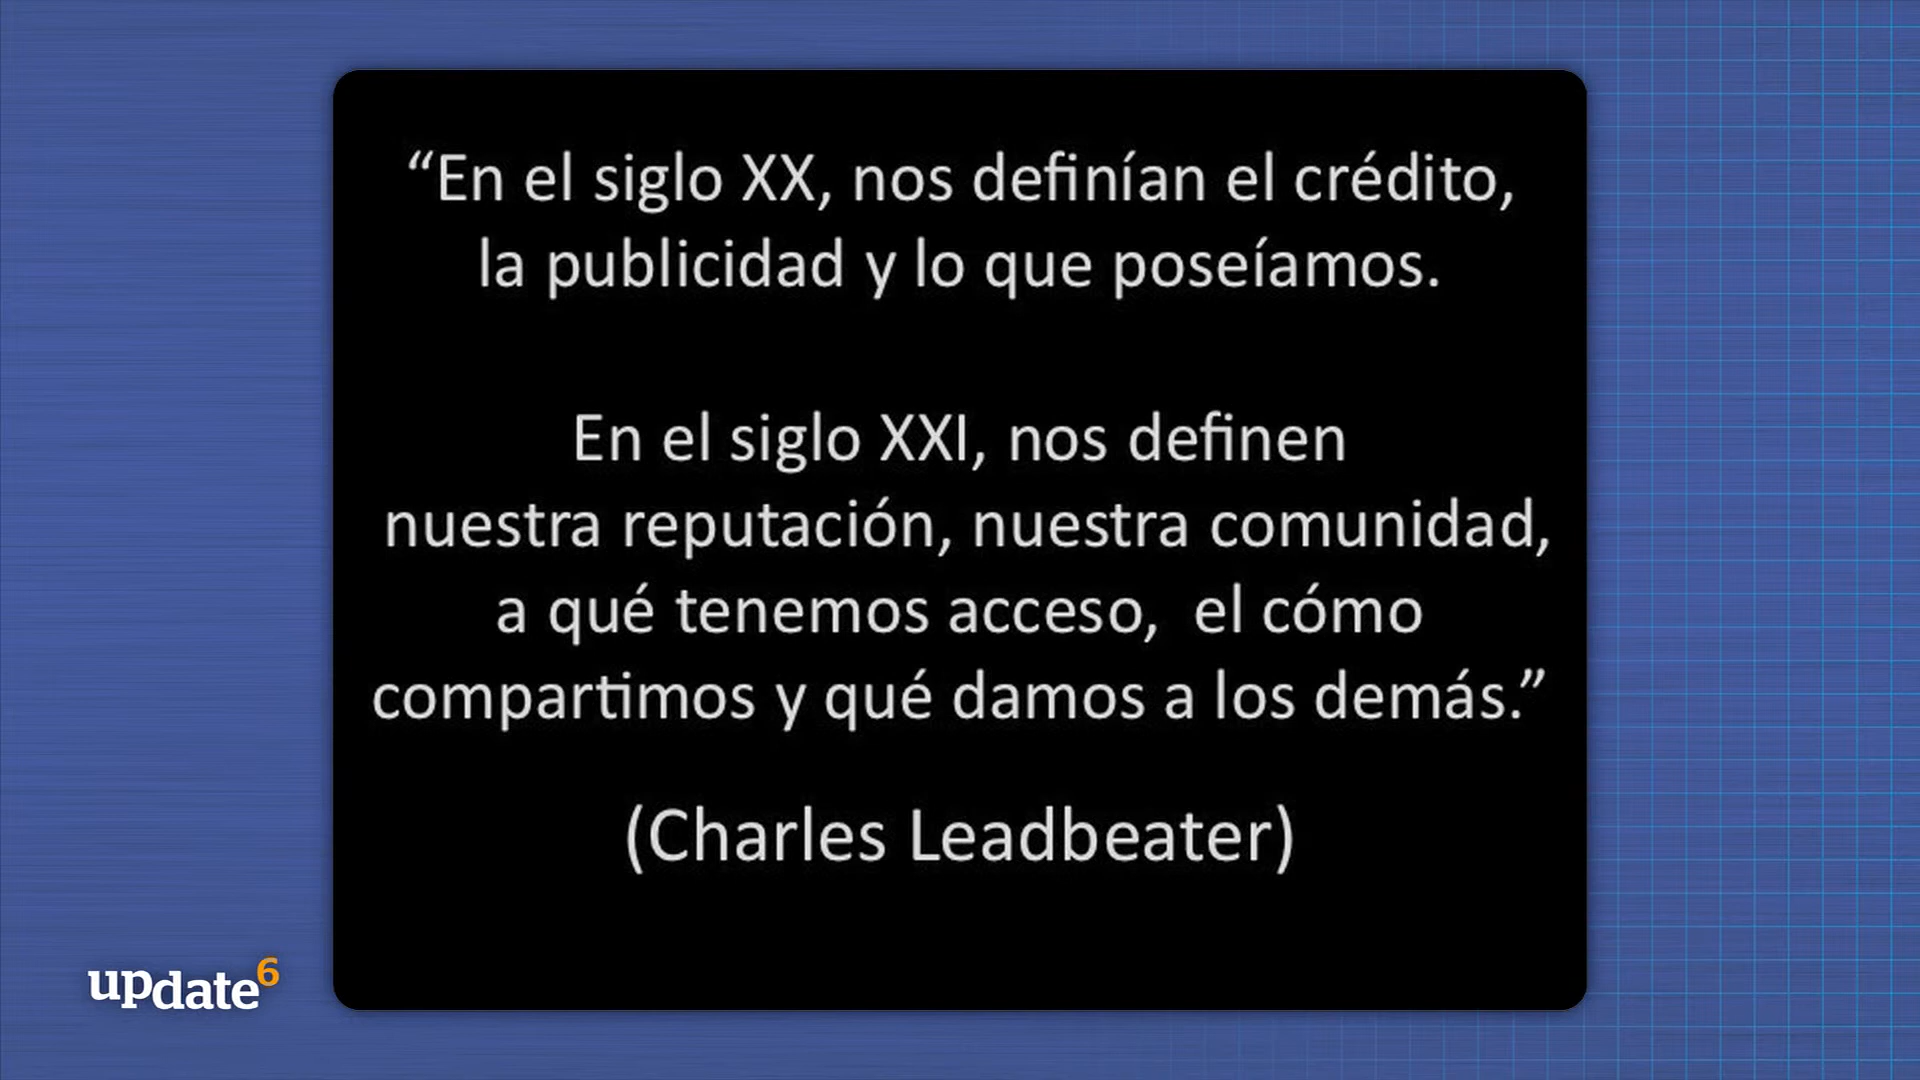 “En el siglo XX, nos definían el crédito,
la publicidad y lo que poseíamos.
En el siglo XXI, nos definen
nuestra reputación, nuestra comunidad,
a qué tenemos acceso,  el cómo
compartimos y qué damos a los demás.”
(Charles Leadbeater)
update6